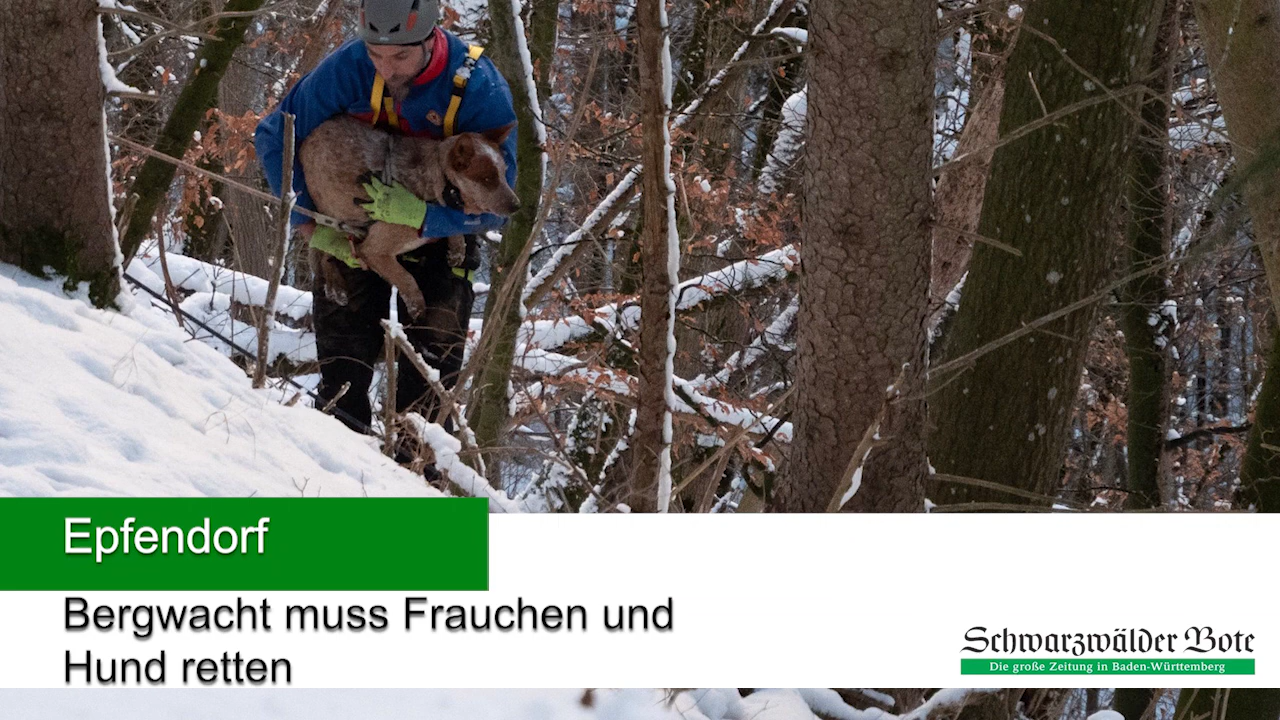 Epfendorf
Bergwacht muss Frauchen und
Hund retten
Schwarzwälder Bote
Die große Zeitung in Baden-Württemberg